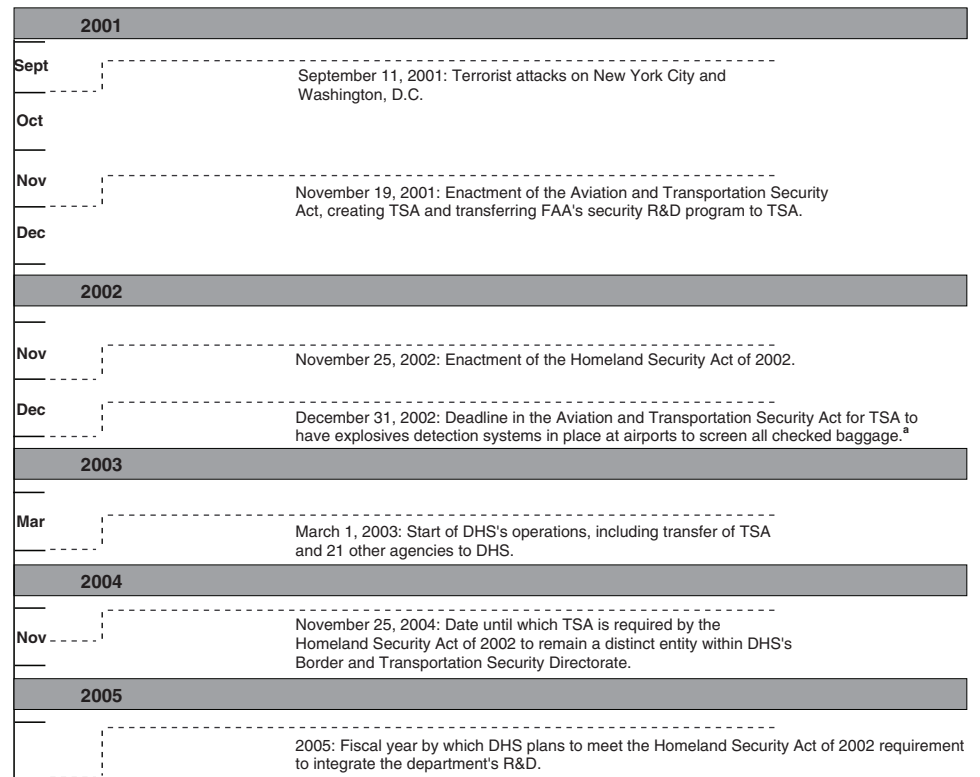 2001
Sept
September 11, 2001: Terrorist attacks on New York City and
Washington, D.C.
Oct
Nov
November 19, 2001: Enactment of the Aviation and Transportation Security
Act, creating TSA and transferring FAA's security R&D program to TSA.
Dec
2002
Nov
November 25, 2002: Enactment of the Homeland Security Act of 2002.
Dec
December 31, 2002: Deadline in the Aviation and Transportation Security Act for TSA to
have explosives detection systems in place at airports to screen all checked baggage.a
2003
Mar
March 1, 2003: Start of DHS's operations, including transfer of TSA
and 21 other agencies to DHS.
2004
Nov
November 25, 2004: Date until which TSA is required by the
Homeland Security Act of 2002 to remain a distinct entity within DHS's
Border and Transportation Security Directorate.
2005
2005: Fiscal year by which DHS plans to meet the Homeland Security Act of 2002 requirement
to integrate the department's R&D.